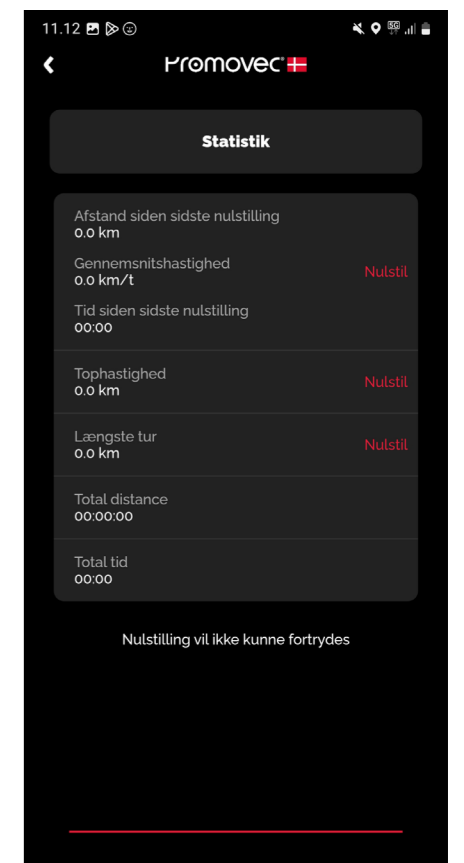 11.12
5G
Promovec
Statistik
Afstand siden sidste nulstilling
0.0 km
Gennemsnitshastighed
0.0 km/t
Nulstil
Tid siden sidste nulstilling
00:00
Tophastighed
0.0 km
Nulstil
Længste tur
0.0 km
Nulstil
Total distance
00:00:00
Total tid
00:00
Nulstilling vil ikke kunne fortrydes